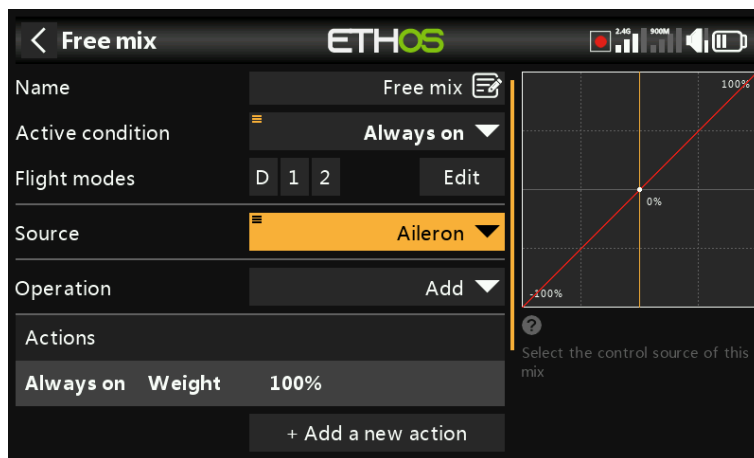 Free mix
ETHOS
2.4G
900M
Name
Free mix
Active condition
Always on
Flight modes
D 1 2
Edit
Source
Aileron
Operation
Add
Actions
Always on Weight 100%
+ Add a new action
100%
0%
-100%
?
Select the control source of this
mix